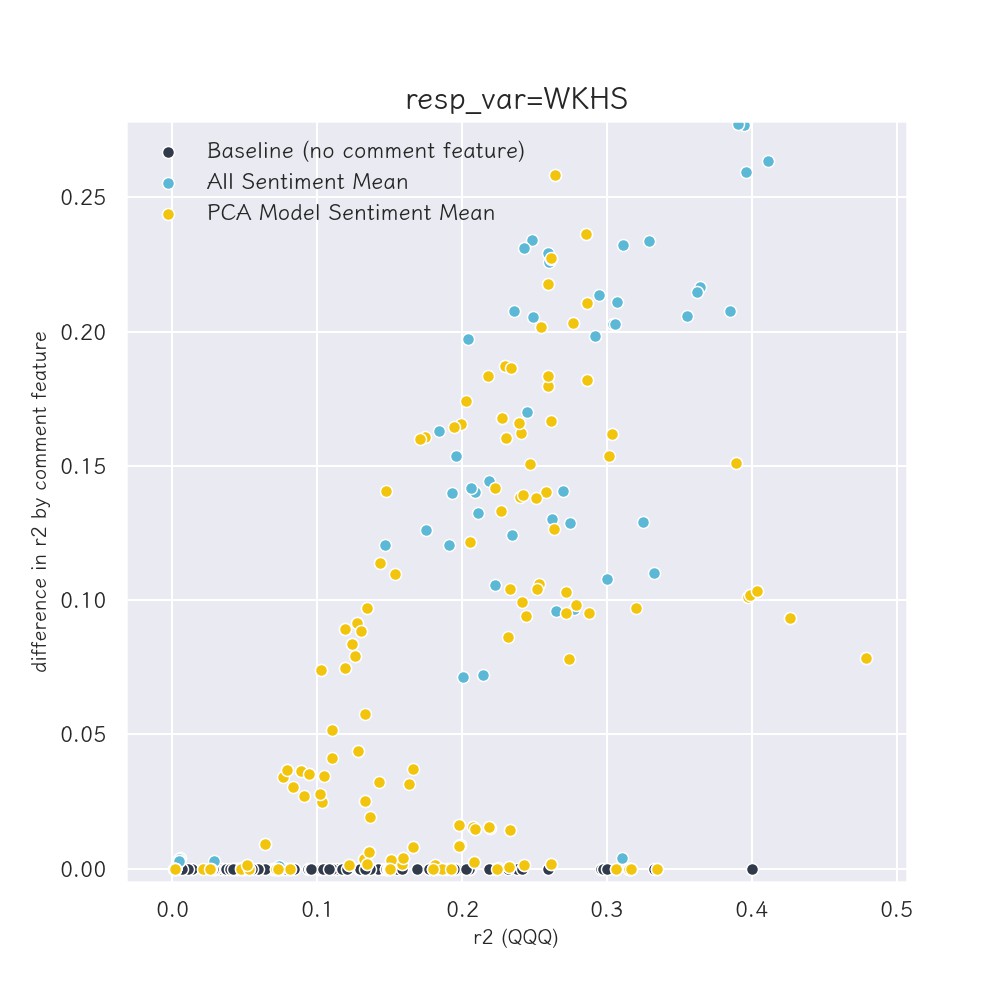 resp_var=WKHS
Baseline (no comment feature)
All Sentiment Mean
PCA Model Sentiment Mean
difference in r2 by comment feature
0.25
0.20
0.15
0.10
0.05
0.00
0.0 0.1 0.2 0.3 0.4 0.5
r2 (QQQ)